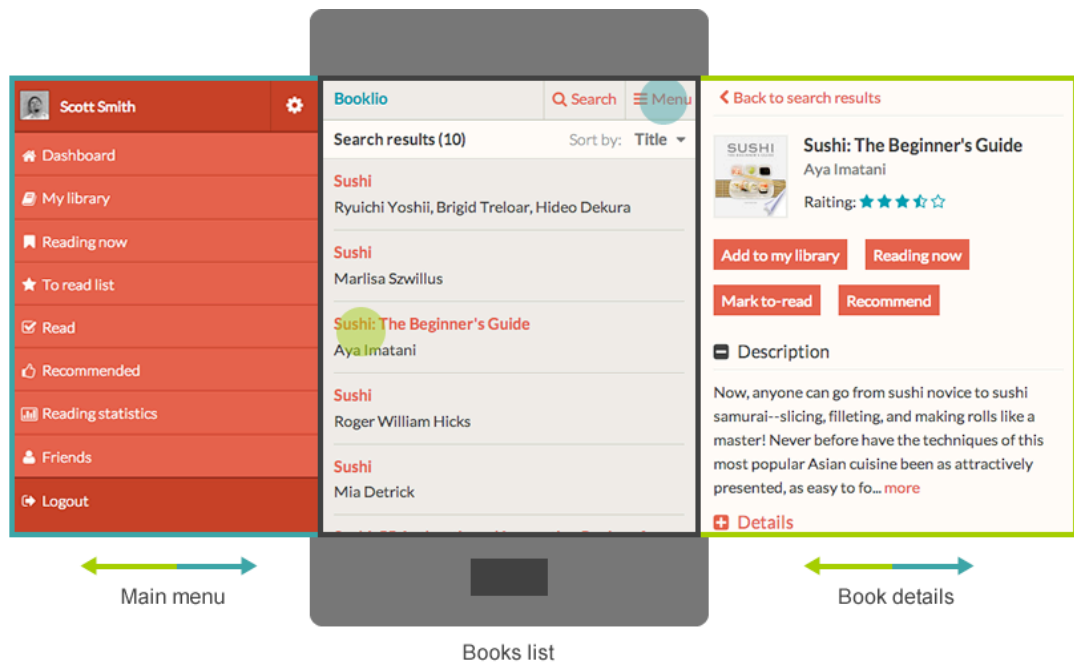 Scott Smith
Dashboard
My library
Reading now
To read list
Read
Recommended
Reading statistics
Friends
Logout
Main menu
Booklio
Search
Menu
Search results (10)
Sort by: Title
Sushi
Ryuichi Yoshii, Brigid Treloar, Hideo Dekura
Sushi
Marlisa Szwillus
Sushi: The Beginner's Guide
Aya Imatani
Sushi
Roger William Hicks
Sushi
Mia Detrick
Books list
Back to search results
SUSHI
Sushi: The Beginner's Guide
Aya Imatani
Raiting:
Add to my library
Reading now
Mark to-read
Recommend
Description
Now, anyone can go from sushi novice to sushi
samurai--slicing, filleting, and making rolls like a
master! Never before have the techniques of this
most popular Asian cuisine been as attractively
presented, as easy to fo... more
Details
Book details